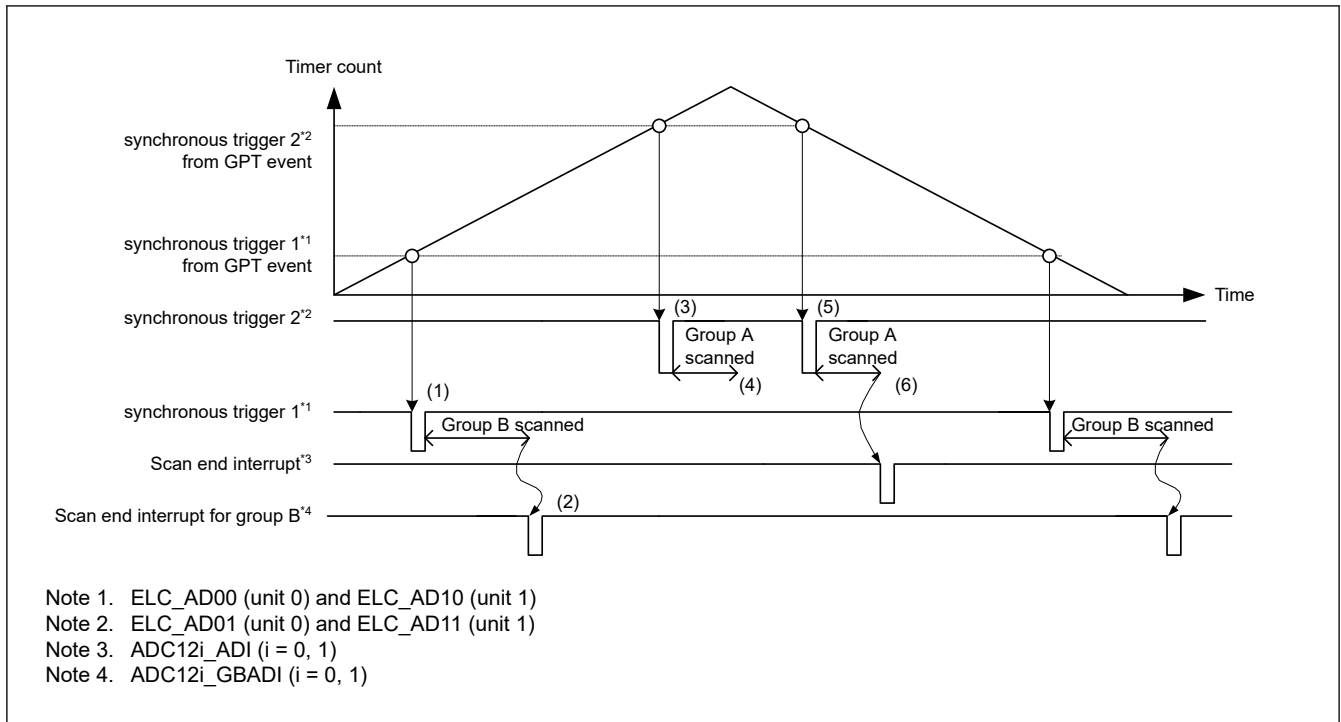 Timer count
synchronous trigger 2*2
from GPT event
synchronous trigger 1*1
from GPT event
Time
synchronous trigger 2*2
(3)
(5)
Group A
scanned
Group A
scanned
(4)
(6)
(1)
synchronous trigger 1*1
Group B scanned
Group B scanned
Scan end interrupt*3
(2)
Scan end interrupt for group B*4
Note 1. ELC_AD00 (unit 0) and ELC_AD10 (unit 1)
Note 2. ELC_AD01 (unit 0) and ELC_AD11 (unit 1)
Note 3. ADC12i_ADI (i = 0, 1)
Note 4. ADC12i_GBADI (i = 0, 1)